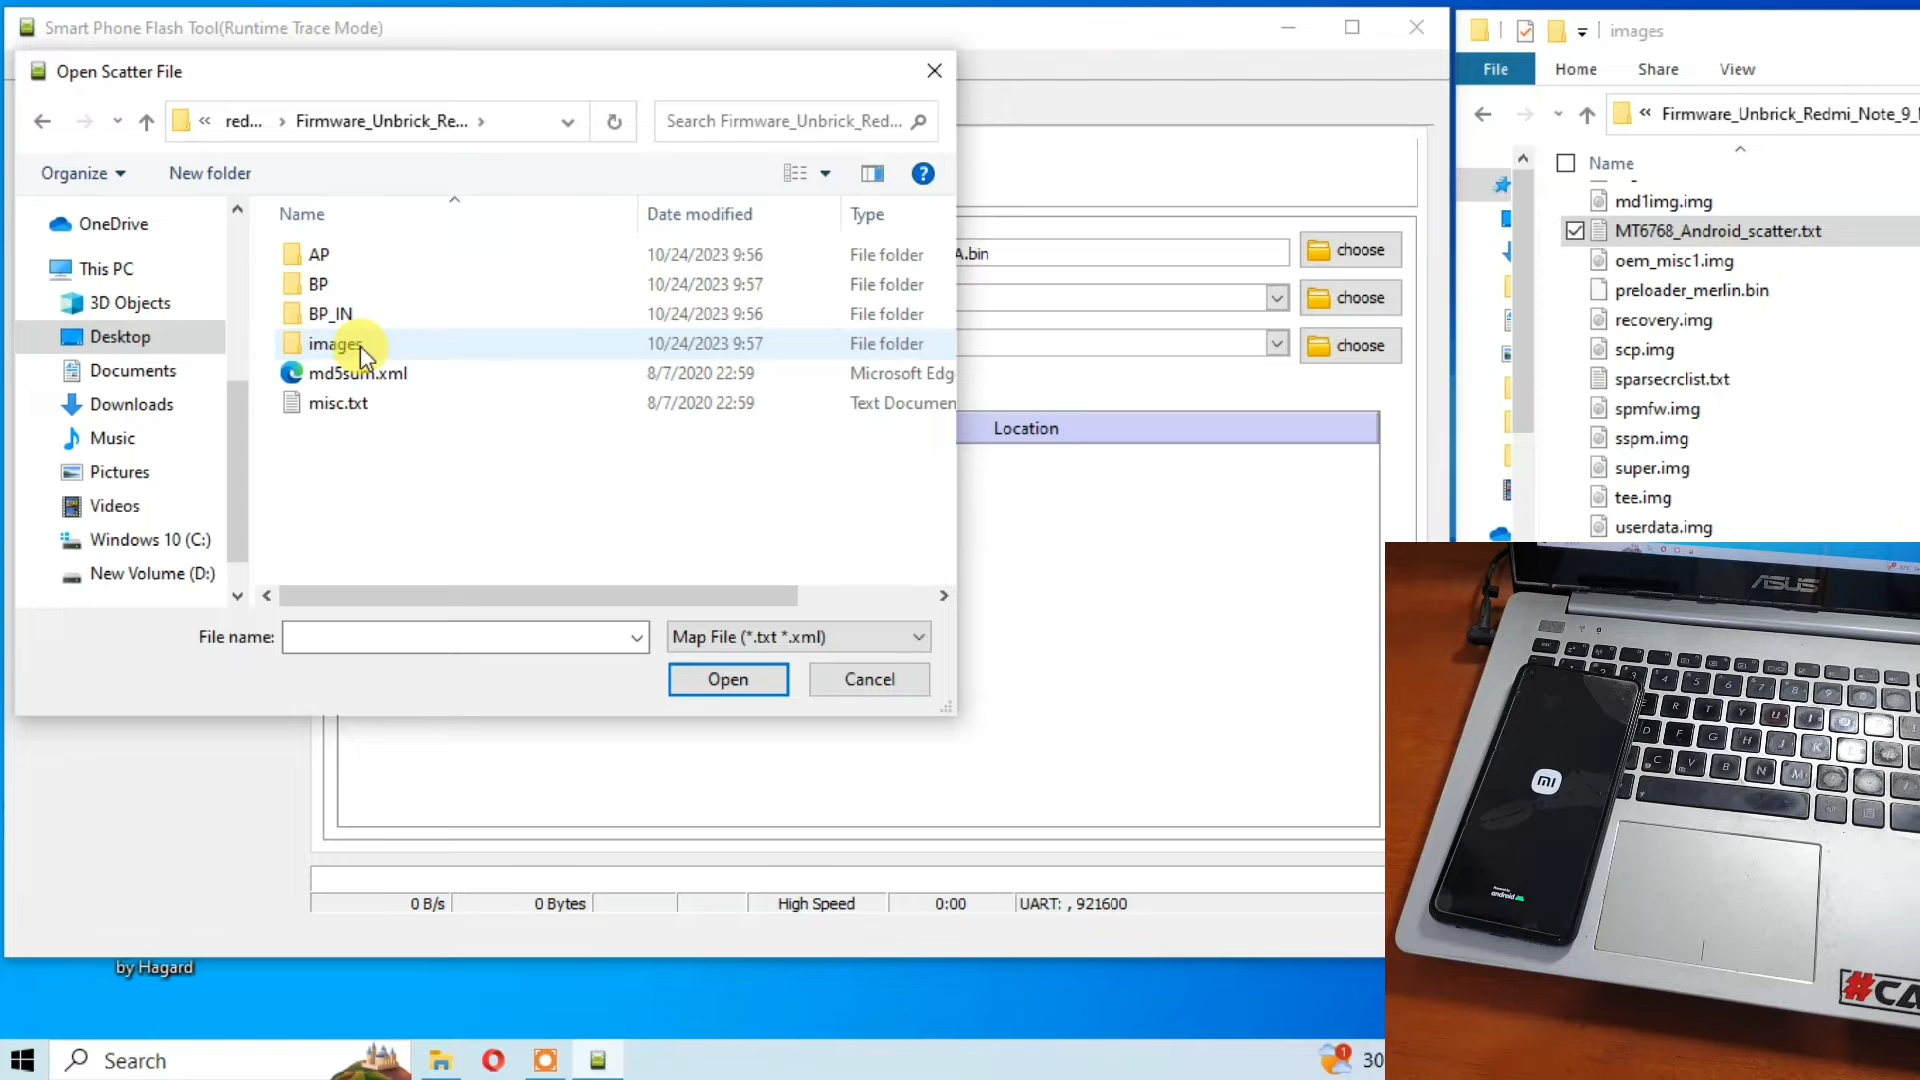 Smart Phone Flash Tool(Runtime Trace Mode)
Open Scatter File
« red... › Firmware_Unbrick_Re... ›
Search Firmware_Unbrick_Red...
Organize
New folder
?
OneDrive
This PC
3D Objects
Desktop
Documents
Downloads
Music
Pictures
Videos
Windows 10 (C:)
New Volume (D:)
Name Date modified Type
AP 10/24/2023 9:56 File folder
BP 10/24/2023 9:57 File folder
BP_IN 10/24/2023 9:56 File folder
images 10/24/2023 9:57 File folder
md5sum.xml 8/7/2020 22:59 Microsoft Edg
misc.txt 8/7/2020 22:59 Text Documen
File name:
Map File (*.txt *.xml)
Open
Cancel
A.bin
choose
choose
choose
Location
0 B/s
0 Bytes
High Speed
0:00
UART: , 921600
by Hagard
Search
1
30
images
File
Home
Share
View
« Firmware_Unbrick_Redmi_Note_9_
Name
md1img.img
MT6768_Android_scatter.txt
oem_misc1.img
preloader_merlin.bin
recovery.img
scp.img
sparsecrclist.txt
spmfw.img
sspm.img
super.img
tee.img
userdata.img
ASUS
mi
android
#CA